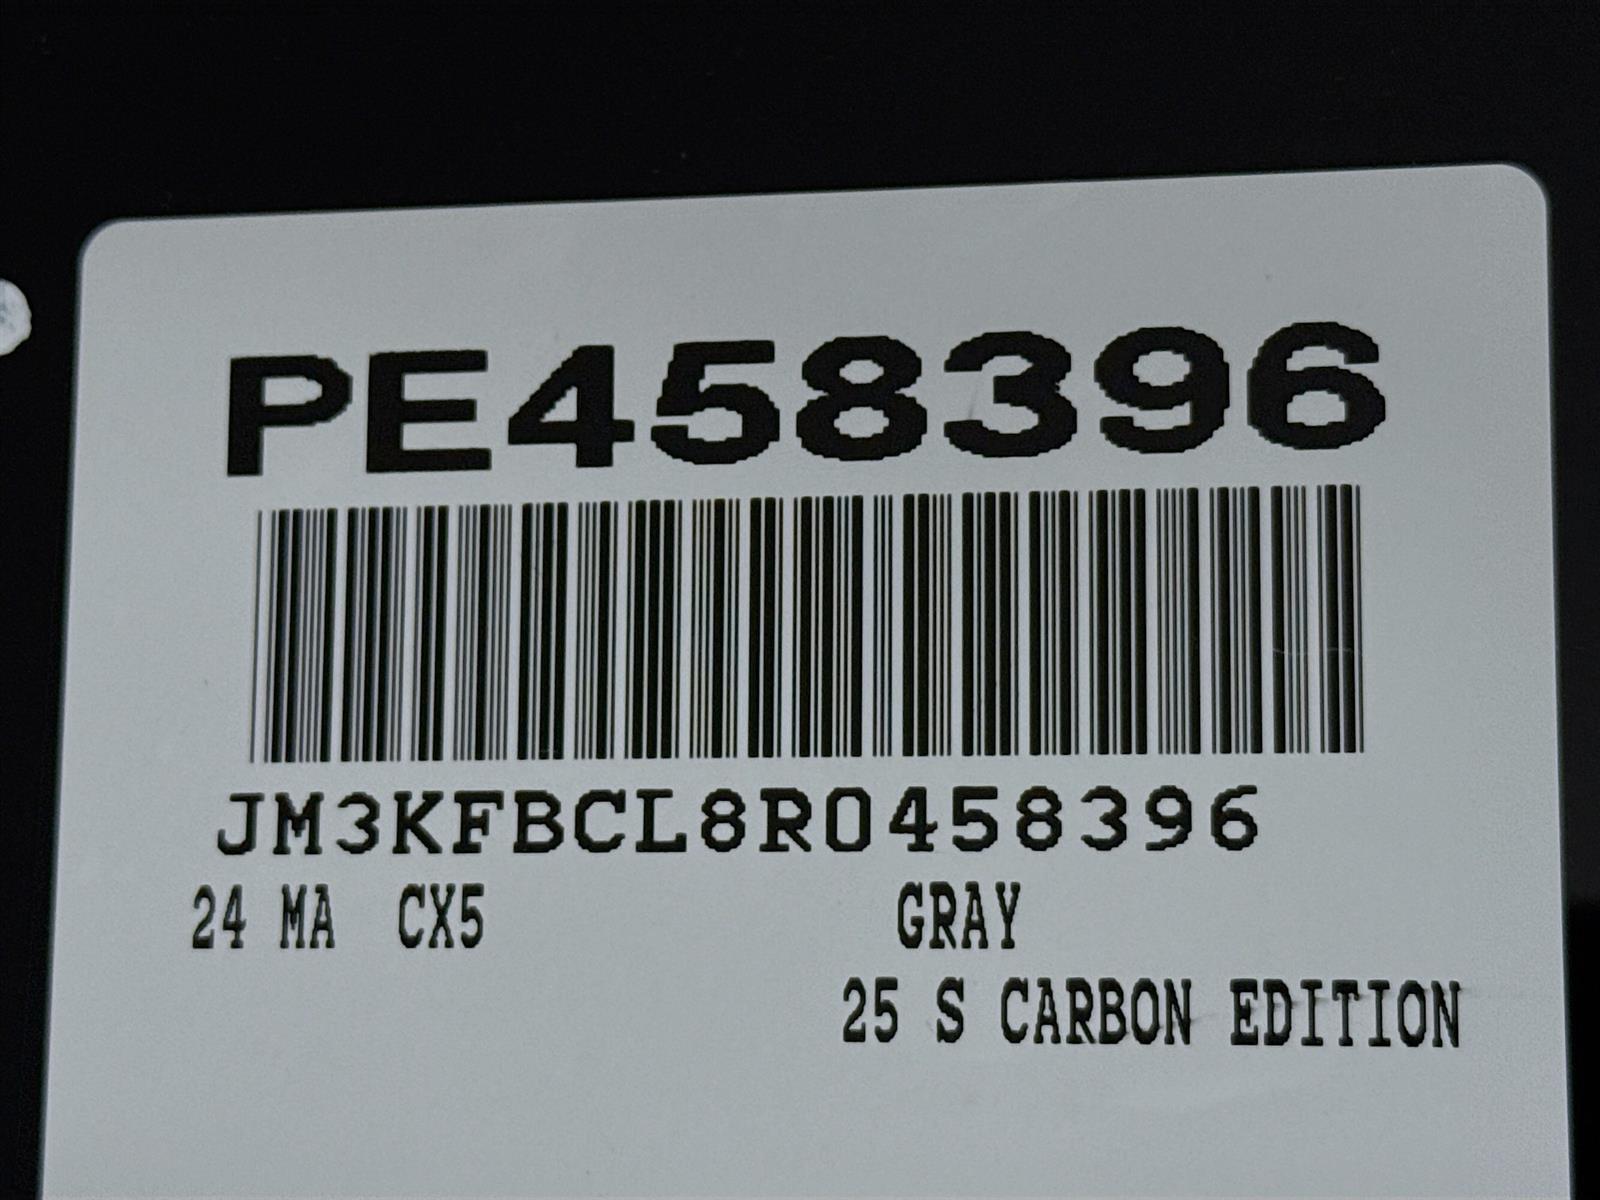 PE458396
JM3KFBCL8R0458396
24 MA CX5 GRAY
25 S CARBON EDITION